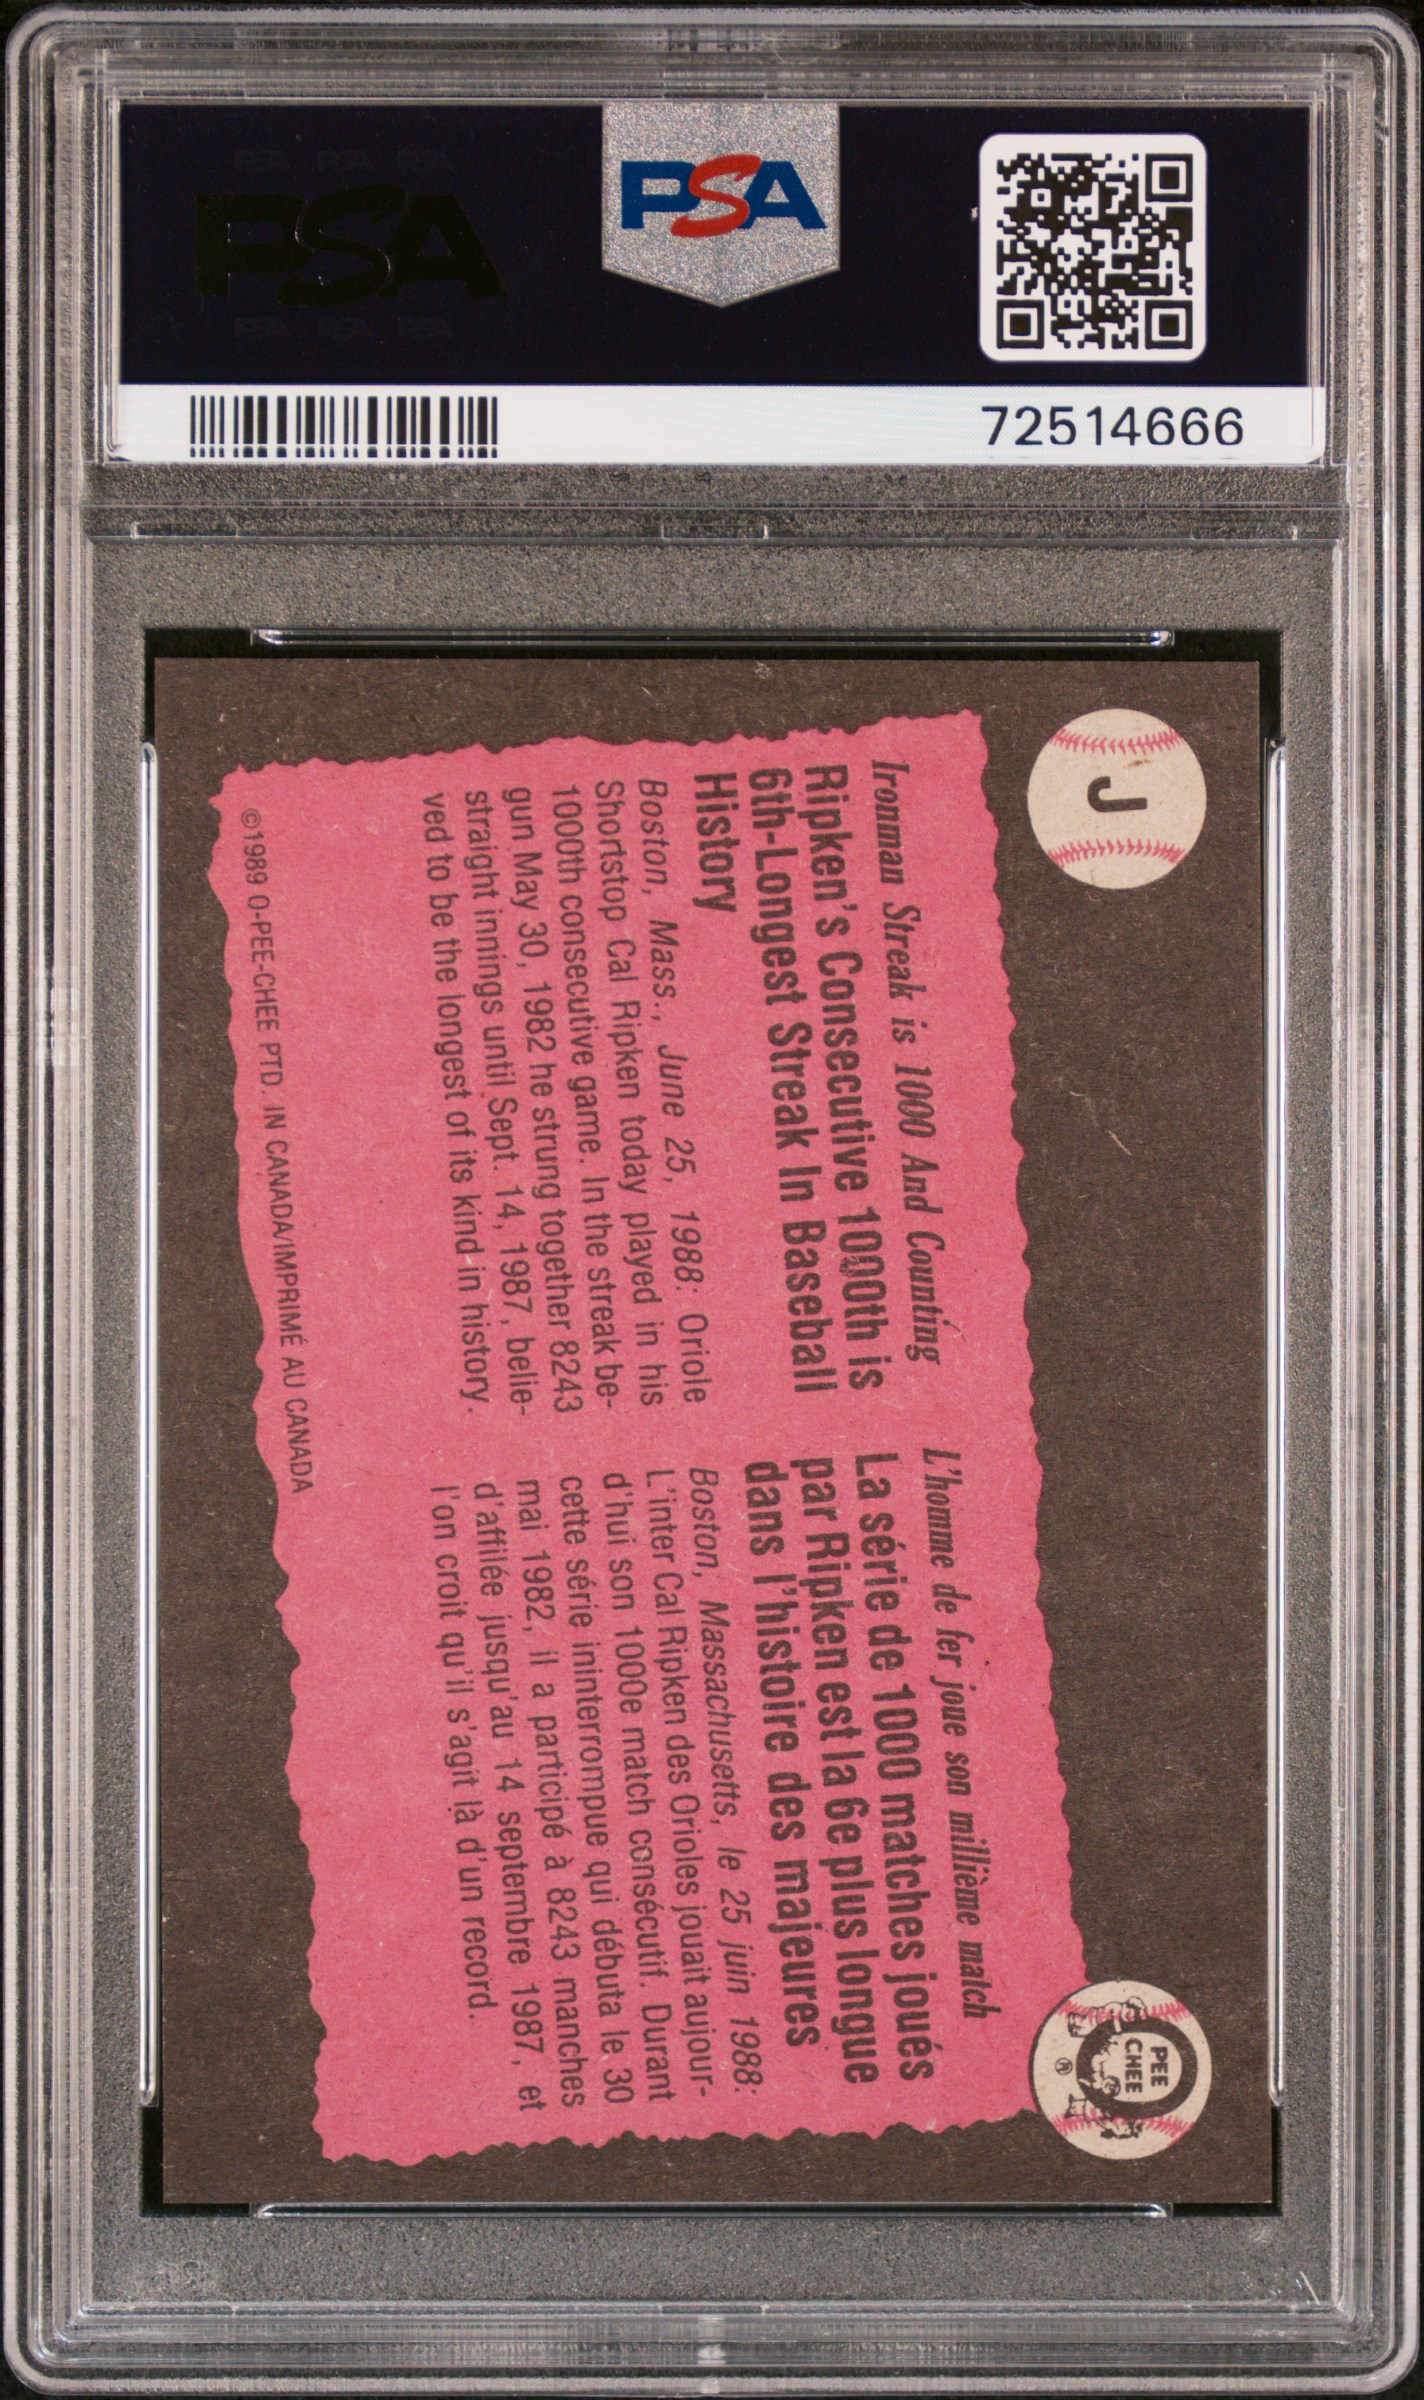 PSA
PSA PSA PSA
PSA
PSA PSA PSA
72514666
J
Ironman Streak is 1000 And Counting
Ripken's Consecutive 1000th is
6th-Longest Streak In Baseball
History
Boston, Mass., June 25, 1988: Oriole
Shortstop Cal Ripken today played in his
1000th consecutive game. In the streak be-
gun May 30, 1982 he strung together 8243
straight innings until Sept. 14, 1987, belie-
ved to be the longest of its kind in history.
L'homme de fer joue son millième match
La série de 1000 matches joués
par Ripken est la 6e plus longue
dans l'histoire des majeures
Boston, Massachusetts, le 25 juin 1988:
L'inter Cal Ripken des Orioles jouait aujour-
d'hui son 1000e match consécutif. Durant
cette série ininterrompue qui débuta le 30
mai 1982, il a participé à 8243 manches
d'affilée jusqu'au 14 septembre 1987, et
l'on croit qu'il s'agit là d'un record.
©1989 O-PEE-CHEE PTD. IN CANADA/IMPRIMÉ AU CANADA
O
PEE
CHEE
®